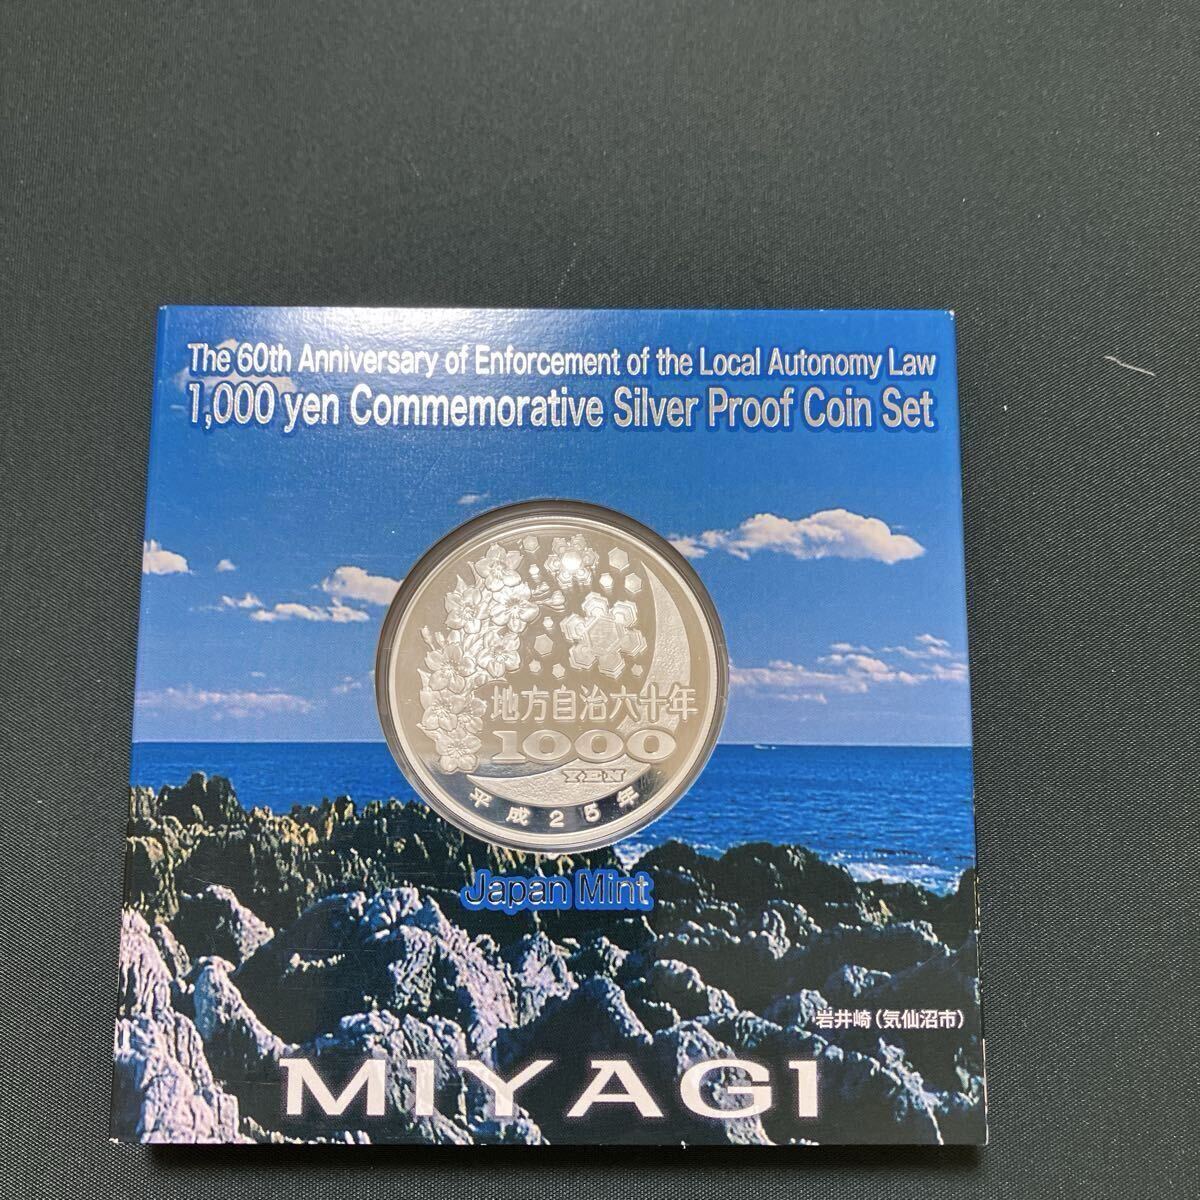 The 60th Anniversary of Enforcement of the Local Autonomy Law
1,000 yen Commemorative Silver Proof Coin Set
地方自治六十年
1000
YEN
平成25年
Japan Mint
岩井崎（気仙沼市）
MIYAGI